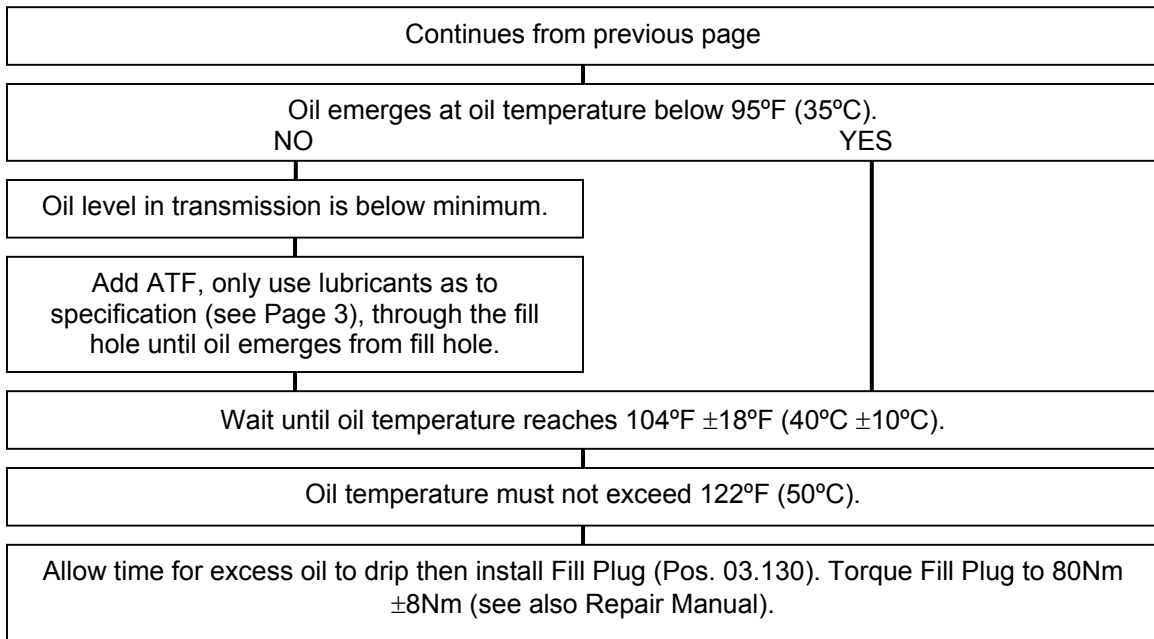 Continues from previous page
Oil emerges at oil temperature below 95ºF (35ºC).
NO YES
Oil level in transmission is below minimum.
Add ATF, only use lubricants as to
specification (see Page 3), through the fill
hole until oil emerges from fill hole.
Wait until oil temperature reaches 104ºF ±18ºF (40ºC ±10ºC).
Oil temperature must not exceed 122ºF (50ºC).
Allow time for excess oil to drip then install Fill Plug (Pos. 03.130). Torque Fill Plug to 80Nm
±8Nm (see also Repair Manual).